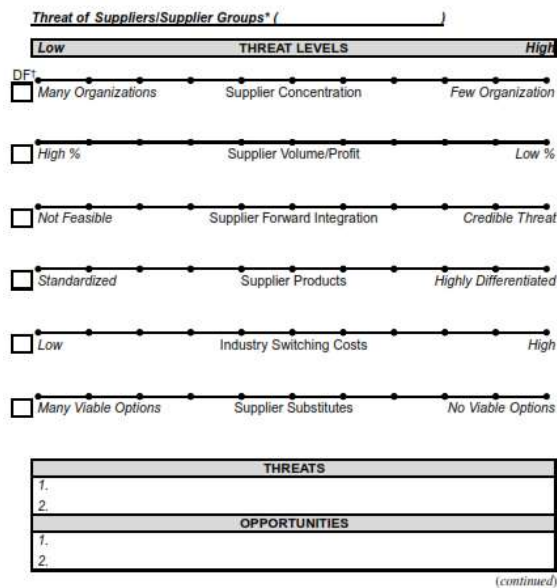 Threat of Suppliers/Supplier Groups* (                    )
Low THREAT LEVELS High
DF†
Many Organizations Supplier Concentration Few Organization
High % Supplier Volume/Profit Low %
Not Feasible Supplier Forward Integration Credible Threat
Standardized Supplier Products Highly Differentiated
Low Industry Switching Costs High
Many Viable Options Supplier Substitutes No Viable Options
THREATS
1.
2.
OPPORTUNITIES
1.
2.
(continued)